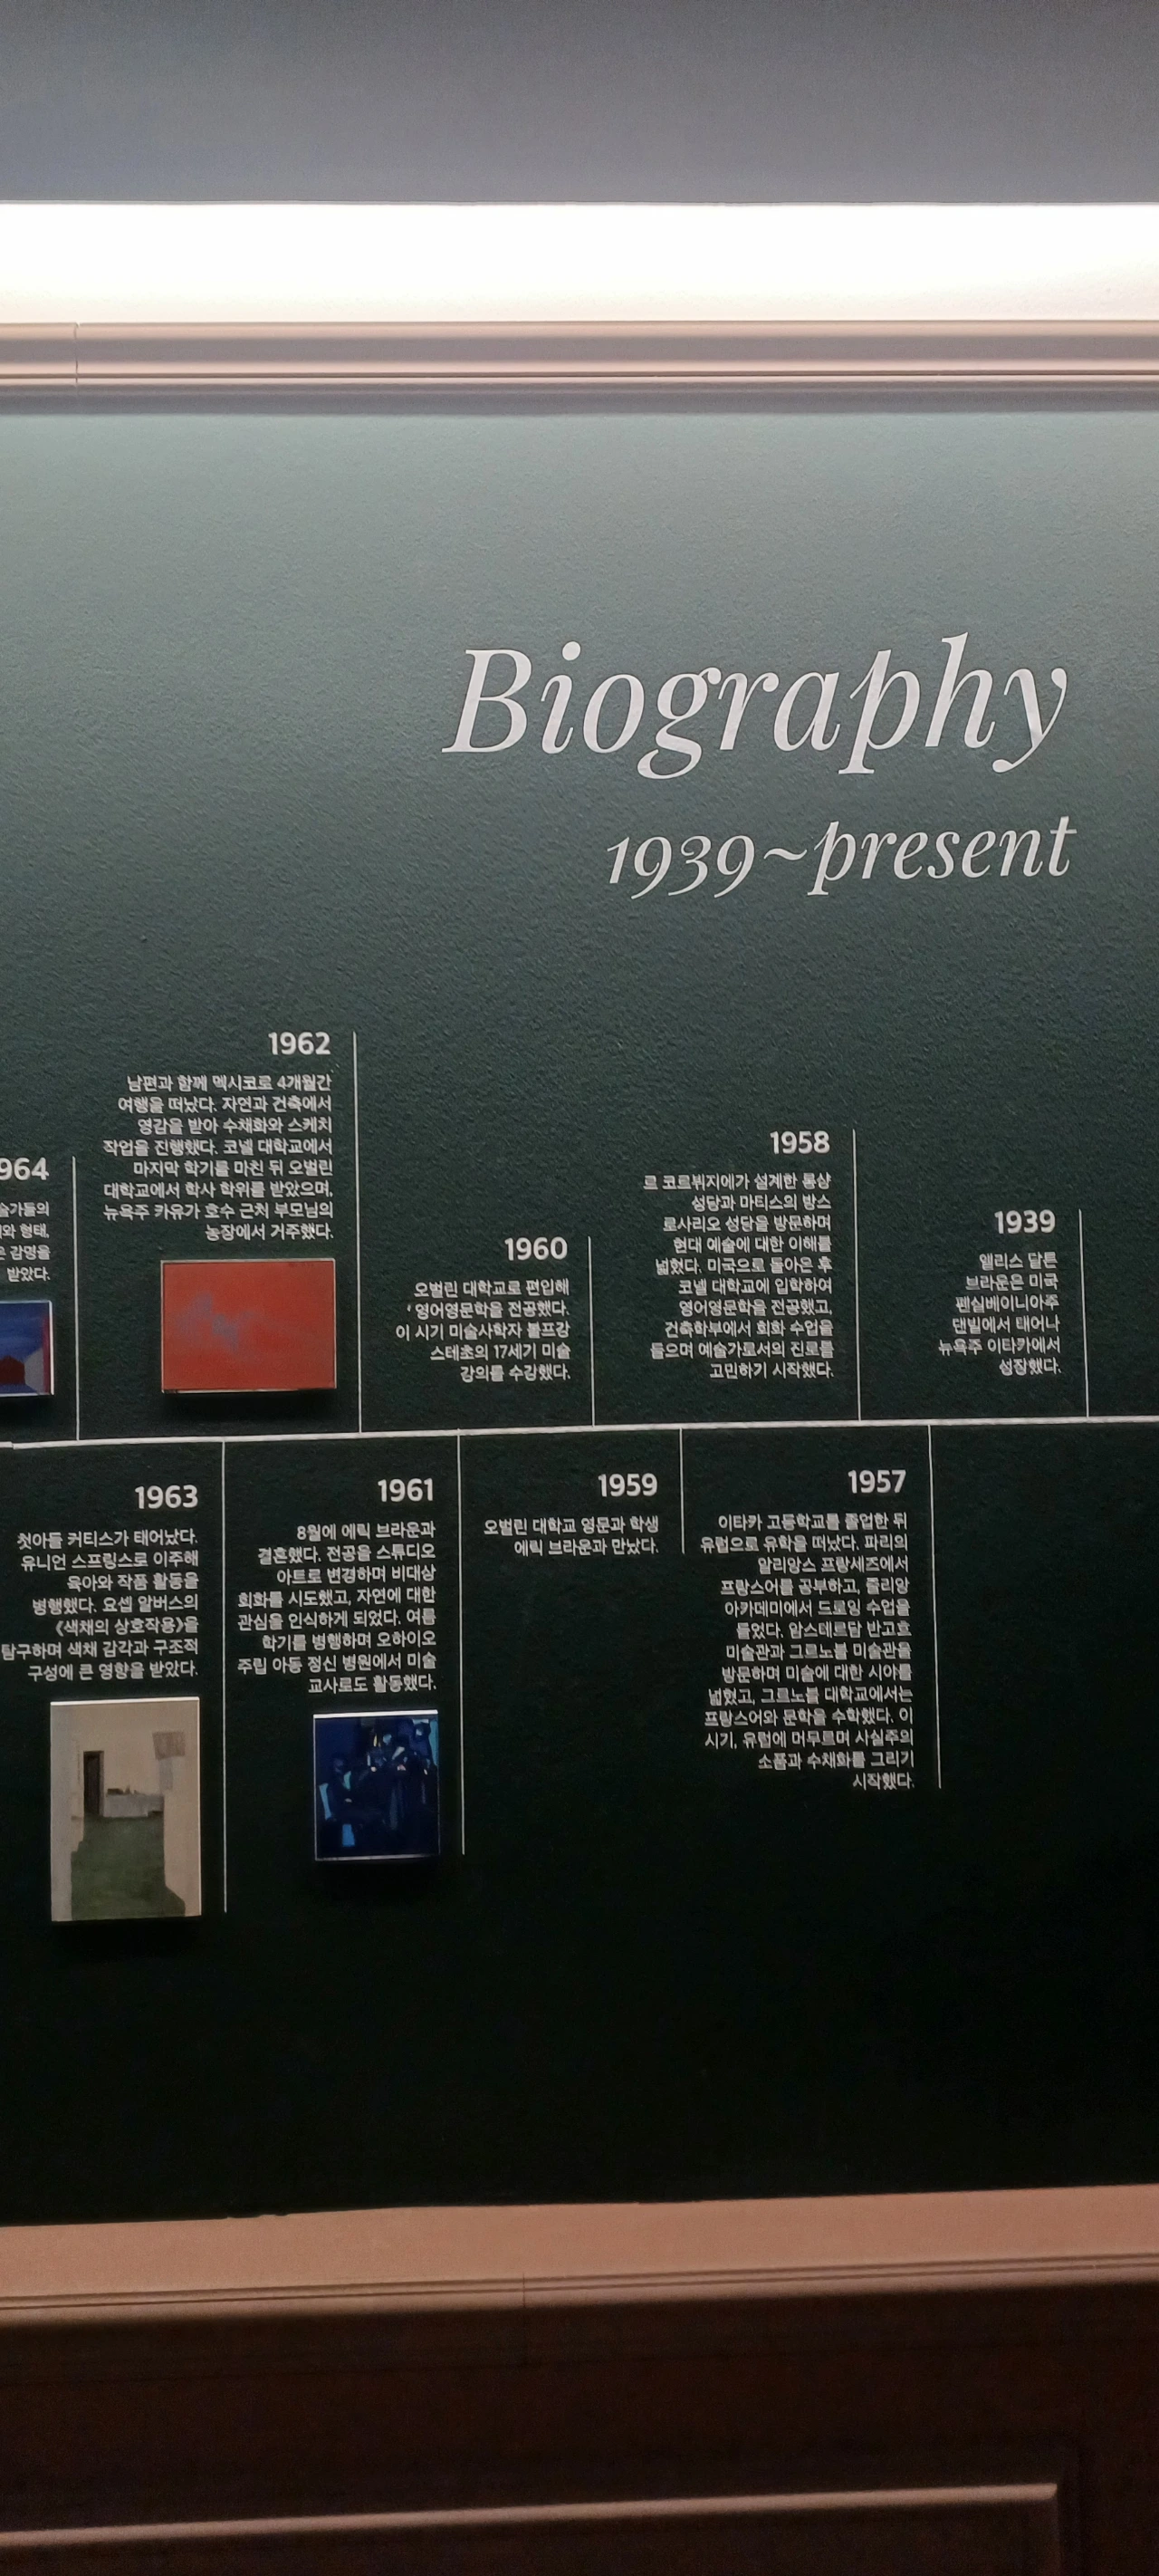 Biography
1939~present
1939
앨리스 달튼
브라운은 미국
펜실베이니아주
댄빌에서 태어나
뉴욕주 이타카에서
성장했다.
1957
이타카 고등학교를 졸업한 뒤
유럽으로 유학을 떠났다. 파리의
알리앙스 프랑세즈에서
프랑스어를 공부하고, 쥴리앙
아카데미에서 드로잉 수업을
들었다. 암스테르담 반고흐
미술관과 그르노블 미술관을
방문하며 미술에 대한 시야를
넓혔고, 그르노블 대학교에서는
프랑스어와 문학을 수학했다. 이
시기, 유럽에 머무르며 사실주의
소품과 수채화를 그리기
시작했다.
1958
르 코르뷔지에가 설계한 롱샹
성당과 마티스의 방스
로사리오 성당을 방문하며
현대 예술에 대한 이해를
넓혔다. 미국으로 돌아온 후
코넬 대학교에 입학하여
영어영문학을 전공했고,
건축학부에서 회화 수업을
들으며 예술가로서의 진로를
고민하기 시작했다.
1959
오벌린 대학교 영문과 학생
에릭 브라운과 만났다.
1960
오벌린 대학교로 편입해
영어영문학을 전공했다.
이 시기 미술사학자 볼프강
스테초의 17세기 미술
강의를 수강했다.
1961
8월에 에릭 브라운과
결혼했다. 전공을 스튜디오
아트로 변경하며 비대상
회화를 시도했고, 자연에 대한
관심을 인식하게 되었다. 여름
학기를 병행하며 오하이오
주립 아동 정신 병원에서 미술
교사로도 활동했다.
1962
남편과 함께 멕시코로 4개월간
여행을 떠났다. 자연과 건축에서
영감을 받아 수채화와 스케치
작업을 진행했다. 코넬 대학교에서
마지막 학기를 마친 뒤 오벌린
대학교에서 학사 학위를 받았으며,
뉴욕주 카유가 호수 근처 부모님의
농장에서 거주했다.
1963
첫아들 커티스가 태어났다.
유니언 스프링스로 이주해
육아와 작품 활동을
병행했다. 요셉 알버스의
《색채의 상호작용》을
탐구하며 색채 감각과 구조적
구성에 큰 영향을 받았다.
964
술가들의
와 형태,
감명을
받았다.